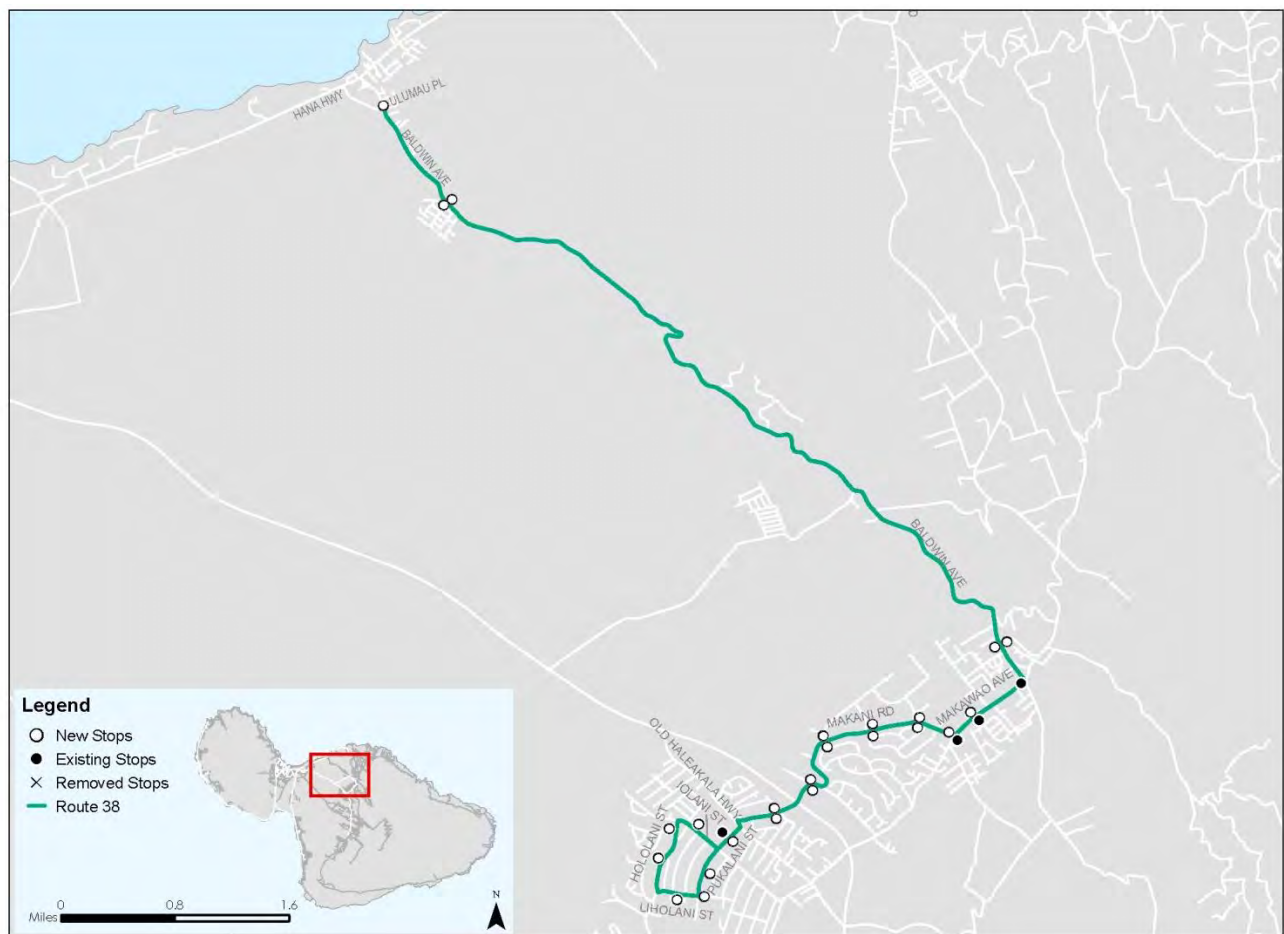 ULUMAU PL
HANA HWY
BALDWIN AVE
BALDWIN AVE
MAKAWAO AVE
MAKANI RD
OLD HALEAKALA HWY
IOLANI ST
HOLOLANI ST
PUKALANI ST
LIHOLANI ST
Legend
New Stops
Existing Stops
Removed Stops
Route 38
Miles
0 0.8 1.6
N